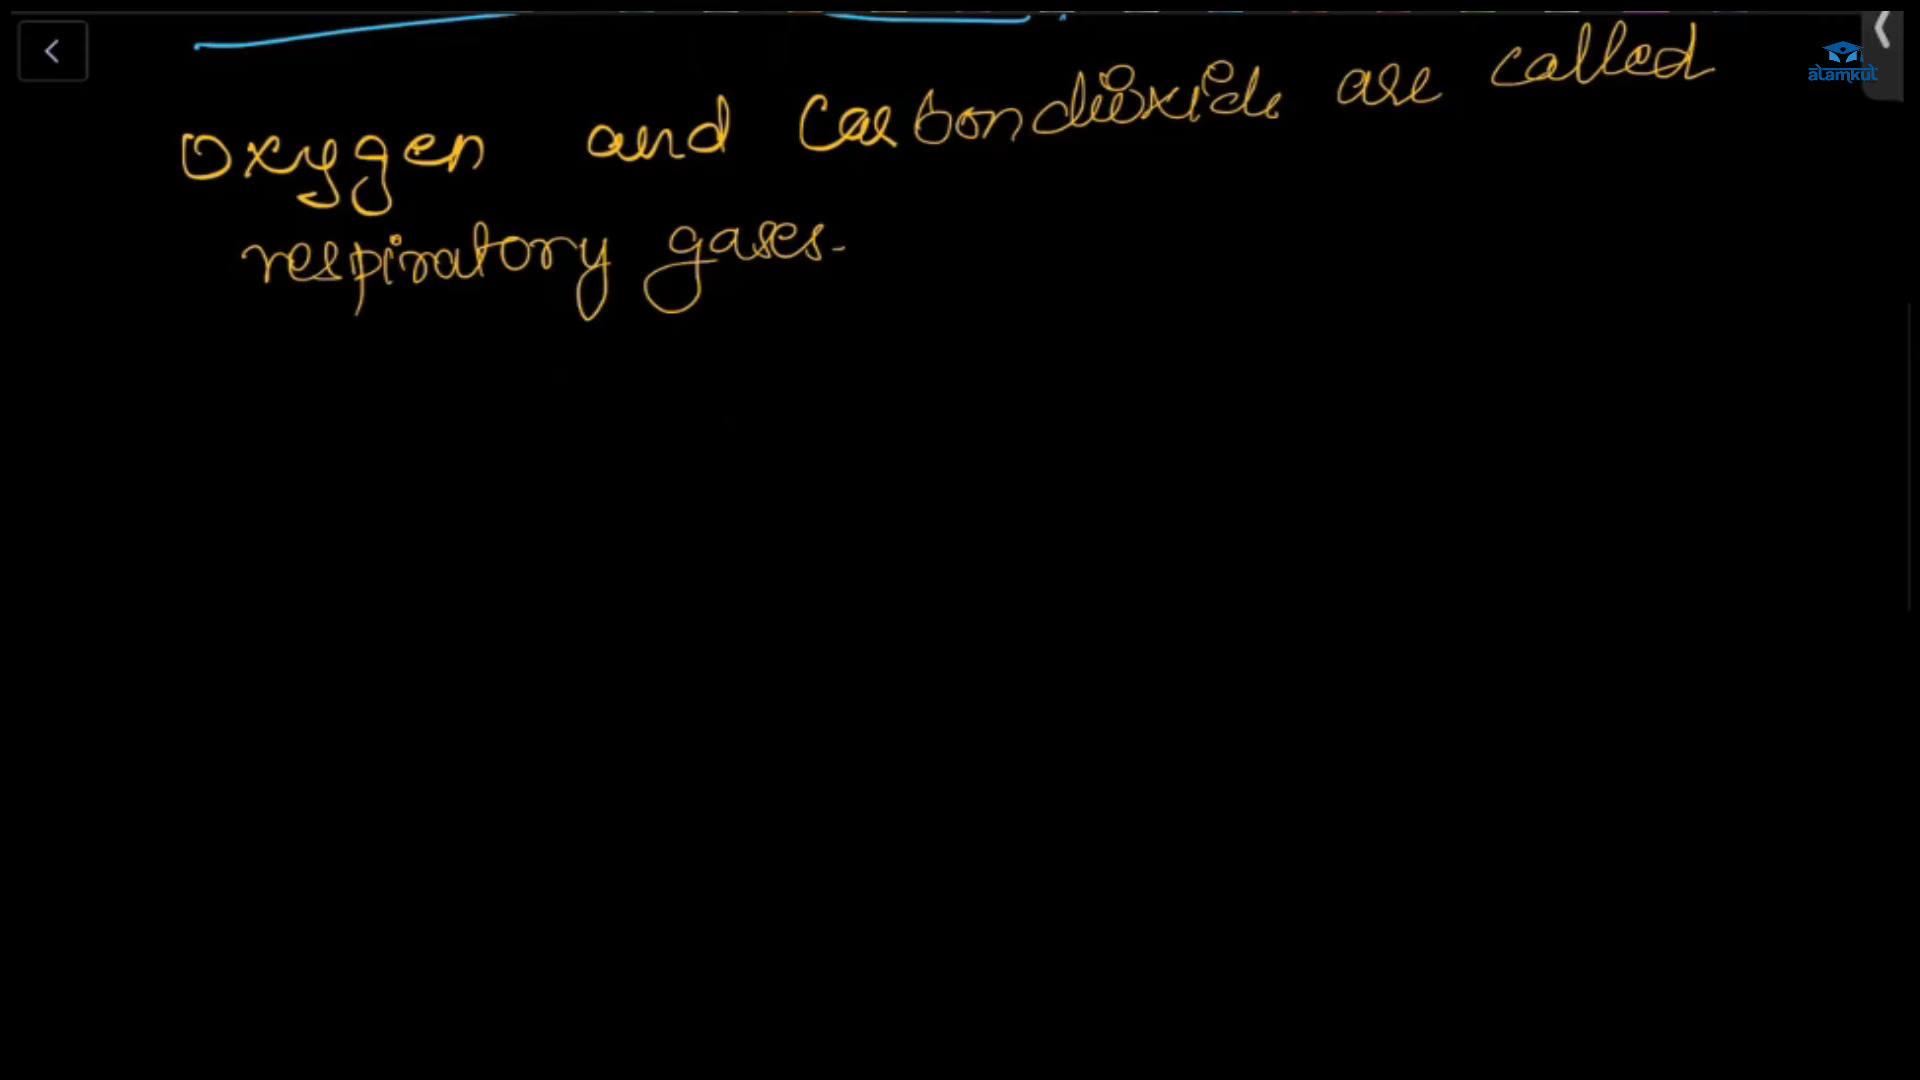 oxygen and Carbondioxide are called
respiratory gases.
alamkul